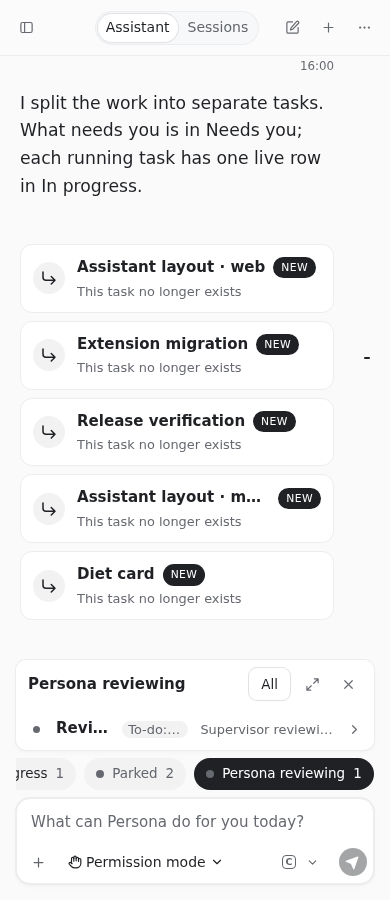 Assistant Sessions
16:00
I split the work into separate tasks.
What needs you is in Needs you;
each running task has one live row
in In progress.
Assistant layout · web NEW
This task no longer exists
Extension migration NEW
This task no longer exists
Release verification NEW
This task no longer exists
Assistant layout · m… NEW
This task no longer exists
Diet card NEW
This task no longer exists
Persona reviewing All
Revi… To-do:… Supervisor reviewi…
gress 1 Parked 2 Persona reviewing 1
What can Persona do for you today?
Permission mode C